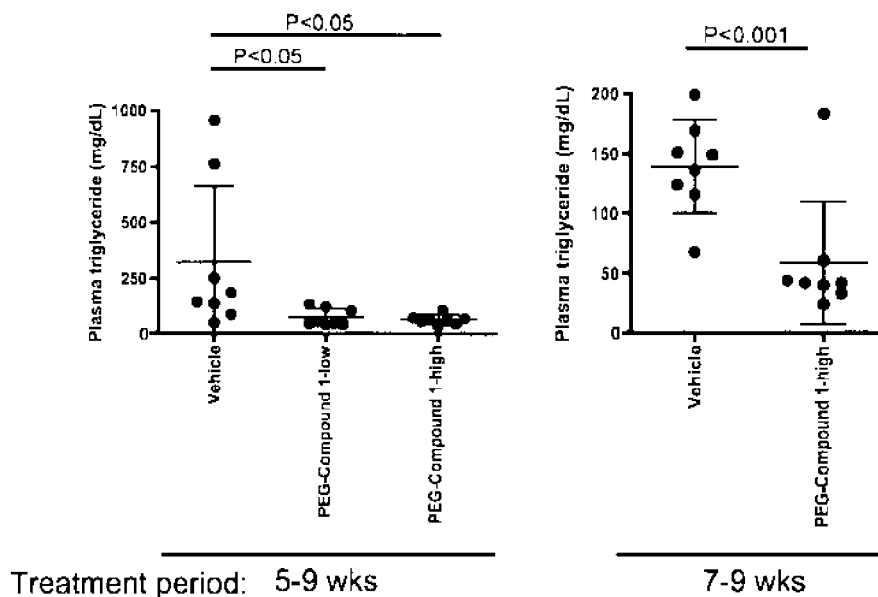 P<0.05
P<0.05
Plasma triglyceride (mg/dL)
1000
750
500
250
0
Vehicle
PEG-Compound 1-low
PEG-Compound 1-high
P<0.001
Plasma triglyceride (mg/dL)
200
150
100
50
0
Vehicle
PEG-Compound 1-high
Treatment period: 5-9 wks
7-9 wks